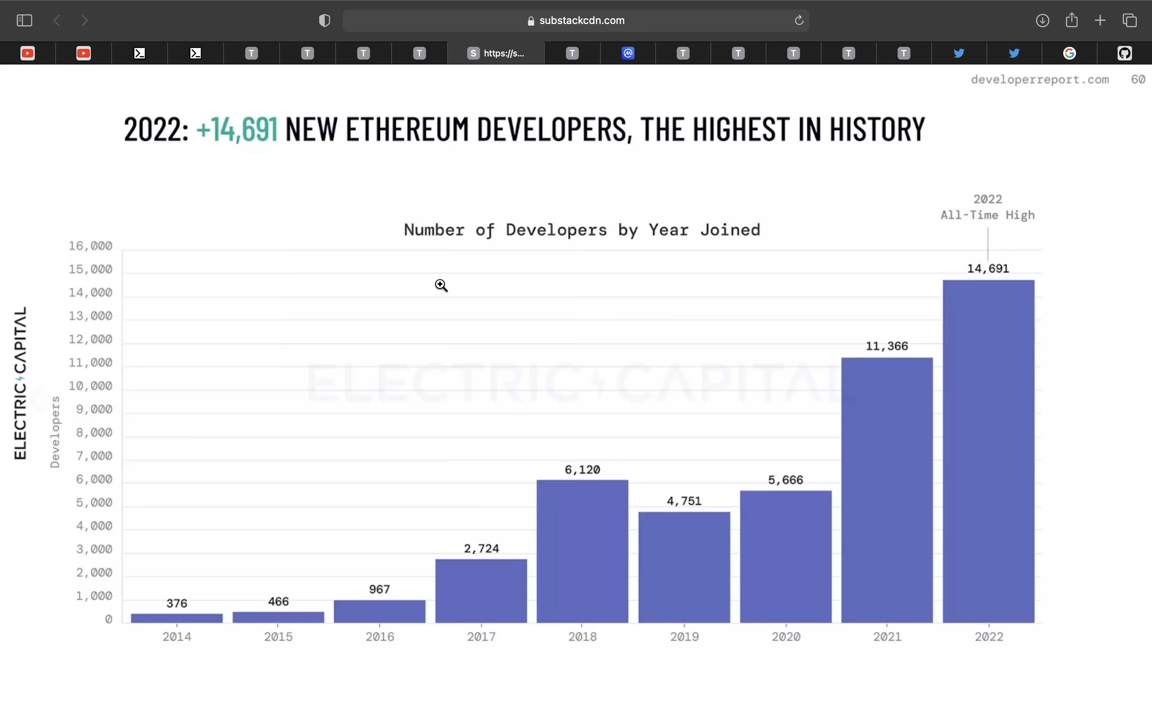 substackcdn.com
https://s...
developerreport.com 60
2022: +14,691 NEW ETHEREUM DEVELOPERS, THE HIGHEST IN HISTORY
2022
All-Time High
Number of Developers by Year Joined
16,000
15,000
14,000
13,000
12,000
11,000
10,000
9,000
8,000
7,000
6,000
5,000
4,000
3,000
2,000
1,000
0
Developers
ELECTRIC CAPITAL
ELECTRIC CAPITAL
376
466
967
2,724
6,120
4,751
5,666
11,366
14,691
2014 2015 2016 2017 2018 2019 2020 2021 2022